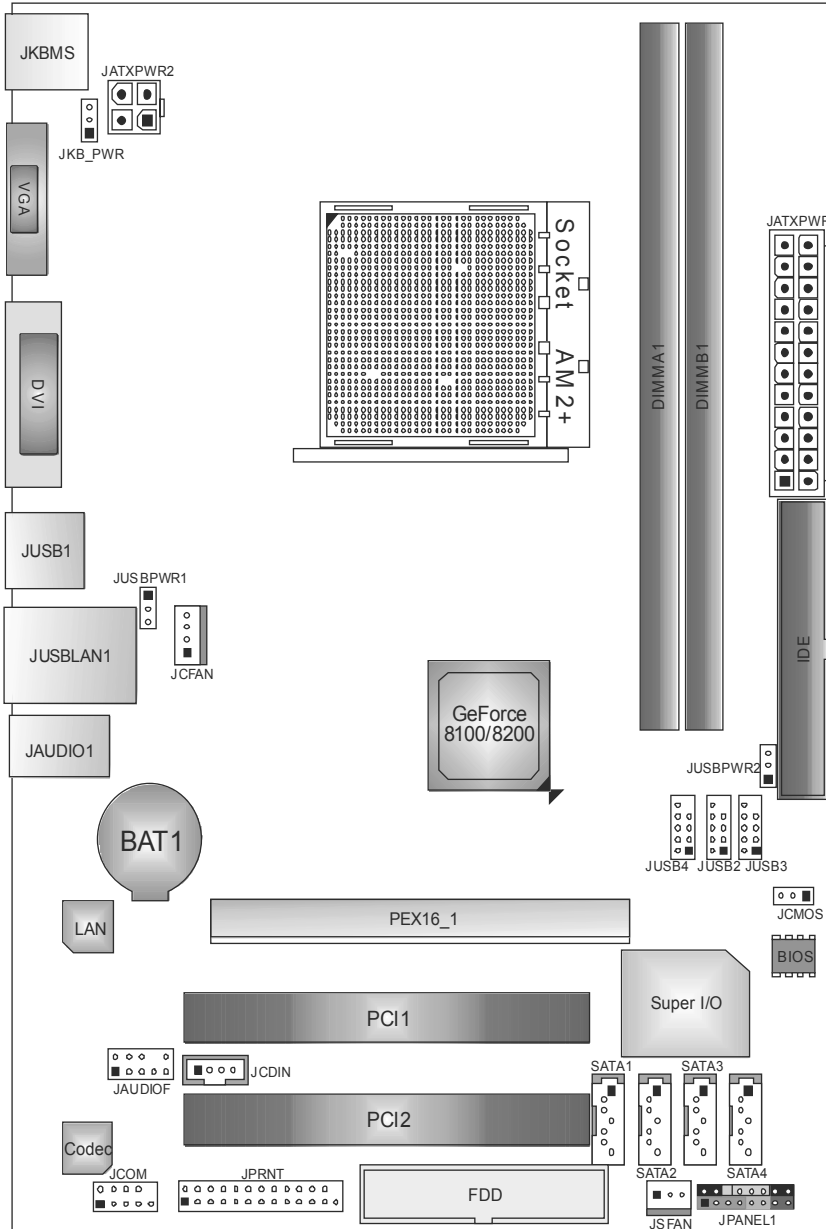 JKBMS
JATXPWR2
JKB_PWR
VGA
Socket AM2+
DIMMA1
DIMMB1
JATXPWR
DVI
JUSB1
JUSBPWR1
JUSBLAN1
JCFAN
IDE
GeForce
8100/8200
JAUDIO1
JUSBPWR2
BAT1
JUSB4
JUSB2
JUSB3
JCMOS
PEX16_1
LAN
BIOS
Super I/O
PCI1
JAUDIOF
JCDIN
SATA1
SATA3
PCI2
Codec
JCOM
JPRNT
FDD
SATA2
SATA4
JSFAN
JPANEL1